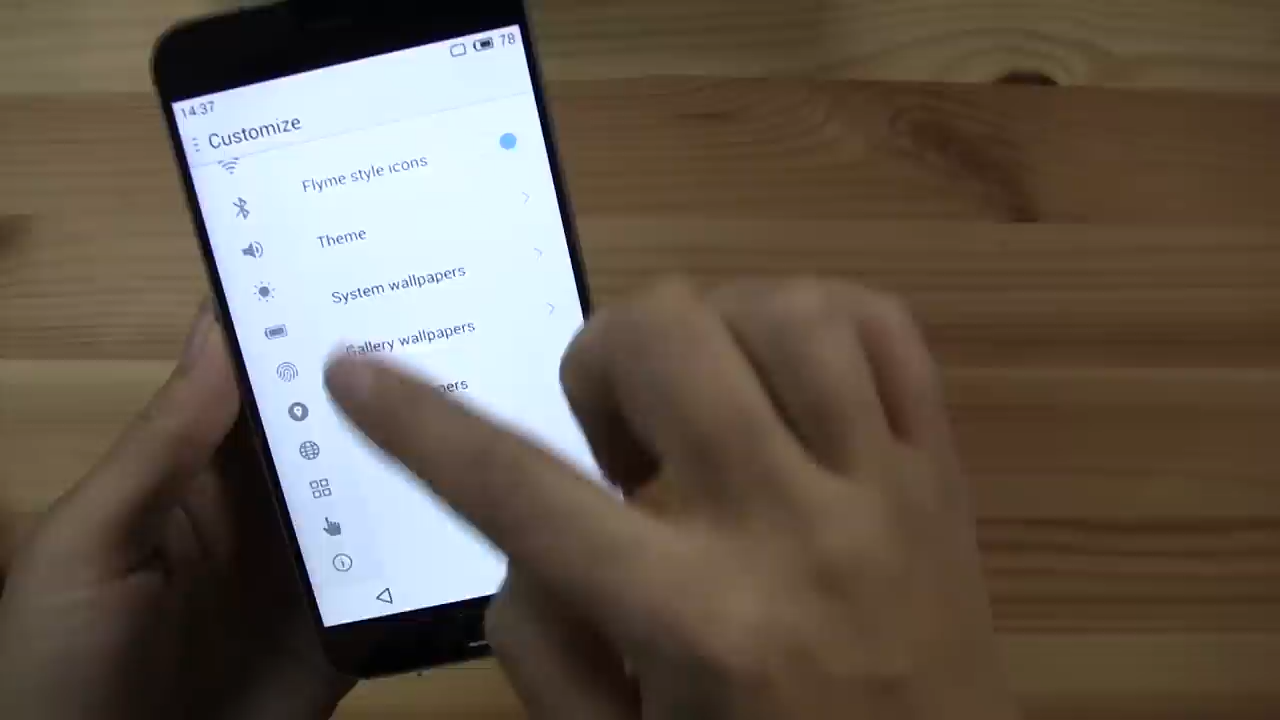 78
14:37
Customize
Flyme style icons
Theme
System wallpapers
Gallery wallpapers